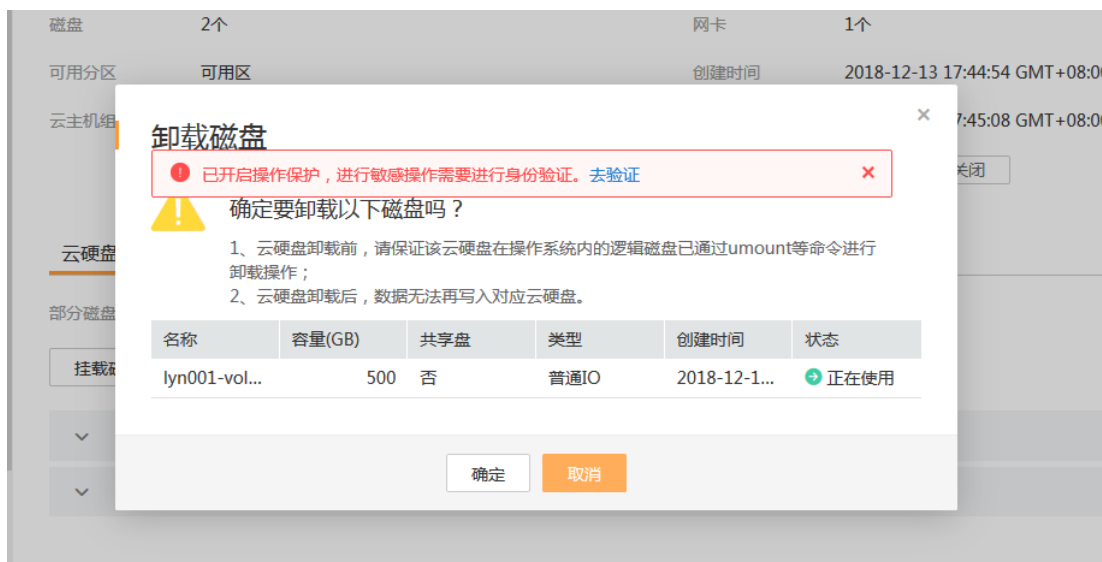 磁盘 2个 网卡 1个
可用分区 可用区 创建时间 2018-12-13 17:44:54 GMT+08:00
云主机组 7:45:08 GMT+08:00
卸载磁盘 ×
已开启操作保护，进行敏感操作需要进行身份验证。去验证 ×
关闭
确定要卸载以下磁盘吗？
云硬盘
1、云硬盘卸载前，请保证该云硬盘在操作系统内的逻辑磁盘已通过umount等命令进行
卸载操作；
2、云硬盘卸载后，数据无法再写入对应云硬盘。
部分磁盘
名称 容量(GB) 共享盘 类型 创建时间 状态
挂载
lyn001-vol... 500 否 普通IO 2018-12-1... 正在使用
确定 取消